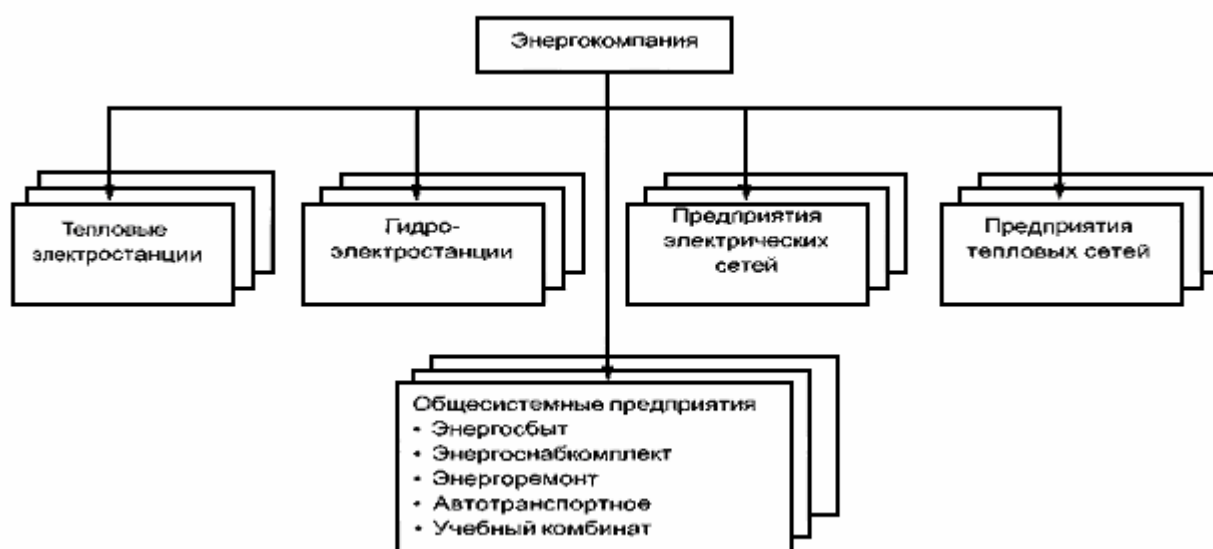 Энергокомпания
Тепловые
электростанции
Гидро-
электростанции
Предприятия
электрических
сетей
Предприятия
тепловых сетей
Общесистемные предприятия
• Энергосбыт
• Энергоснабкомплект
• Энергоремонт
• Автотранспортное
• Учебный комбинат